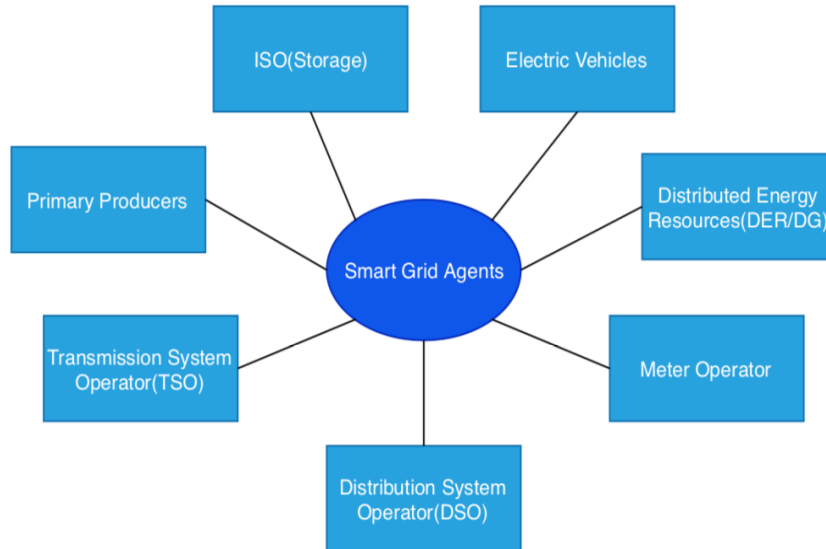 ISO(Storage)
Electric Vehicles
Primary Producers
Distributed Energy
Resources(DER/DG)
Smart Grid Agents
Transmission System
Operator(TSO)
Meter Operator
Distribution System
Operator(DSO)